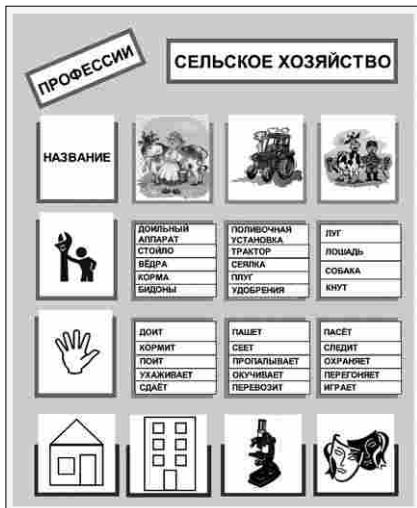 ПРОФЕССИИ
СЕЛЬСКОЕ ХОЗЯЙСТВО
НАЗВАНИЕ
ДОИЛЬНЫЙ
АППАРАТ
СТОЙЛО
ВЁДРА
КОРМА
БИДОНЫ
ПОЛИВОЧНАЯ
УСТАНОВКА
ТРАКТОР
СЕЯЛКА
ПЛУГ
УДОБРЕНИЯ
ЛУГ
ЛОШАДЬ
СОБАКА
КНУТ
ДОИТ
КОРМИТ
ПОИТ
УХАЖИВАЕТ
СДАЁТ
ПАШЕТ
СЕЕТ
ПРОПАЛЫВАЕТ
ОКУЧИВАЕТ
ПЕРЕВОЗИТ
ПАСЁТ
СЛЕДИТ
ОХРАНЯЕТ
ПЕРЕГОНЯЕТ
ИГРАЕТ